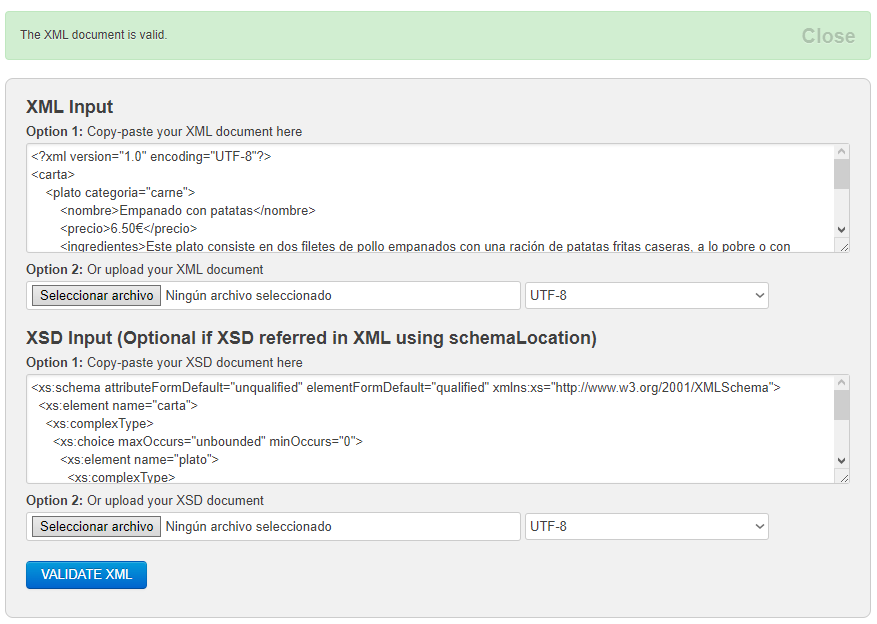 The XML document is valid.
Close
XML Input
Option 1: Copy-paste your XML document here
<?xml version="1.0" encoding="UTF-8"?>
<carta>
<plato categoria="carne">
<nombre>Empanado con patatas</nombre>
<precio>6.50€</precio>
<ingredientes>Este plato consiste en dos filetes de pollo empanados con una ración de patatas fritas caseras, a lo pobre o con
Option 2: Or upload your XML document
Seleccionar archivo Ningún archivo seleccionado
UTF-8
XSD Input (Optional if XSD referred in XML using schemaLocation)
Option 1: Copy-paste your XSD document here
<xs:schema attributeFormDefault="unqualified" elementFormDefault="qualified" xmlns:xs="http://www.w3.org/2001/XMLSchema">
<xs:element name="carta">
<xs:complexType>
<xs:choice maxOccurs="unbounded" minOccurs="0">
<xs:element name="plato">
<xs:complexType>
Option 2: Or upload your XSD document
Seleccionar archivo Ningún archivo seleccionado
UTF-8
VALIDATE XML